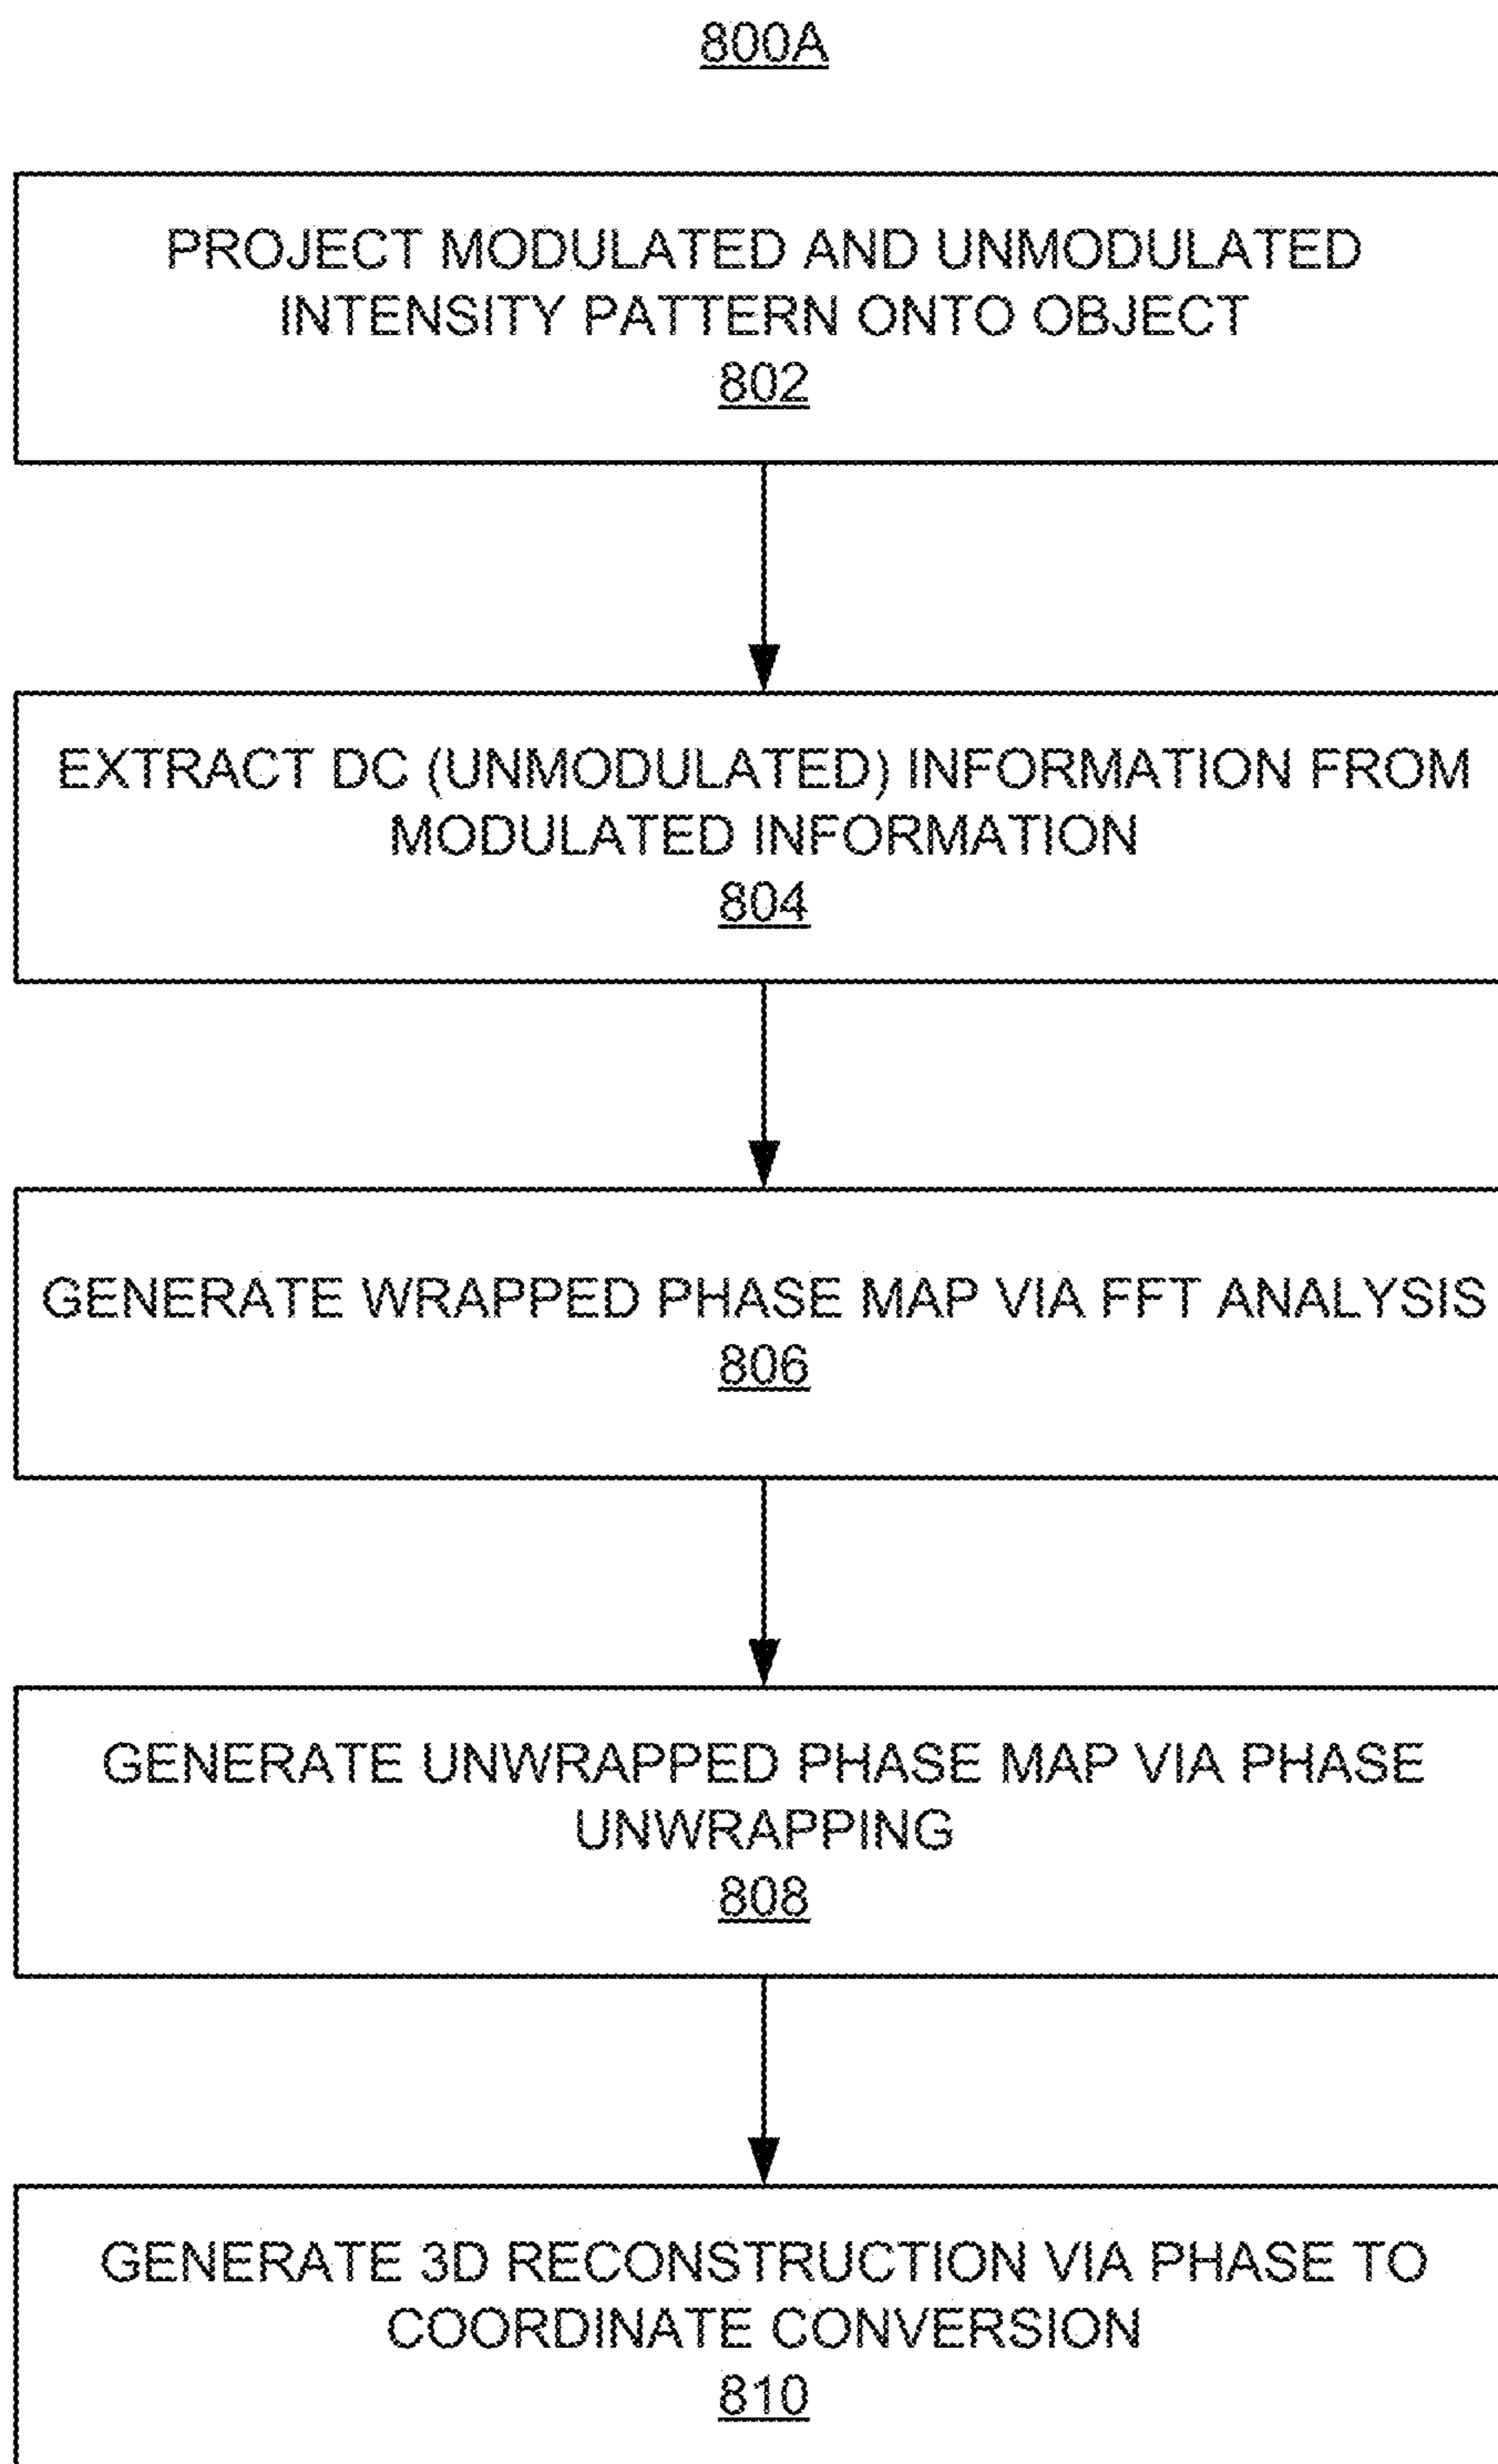 800A
PROJECT MODULATED AND UNMODULATED
INTENSITY PATTERN ONTO OBJECT
802
EXTRACT DC (UNMODULATED) INFORMATION FROM
MODULATED INFORMATION
804
GENERATE WRAPPED PHASE MAP VIA FFT ANALYSIS
806
GENERATE UNWRAPPED PHASE MAP VIA PHASE
UNWRAPPING
808
GENERATE 3D RECONSTRUCTION VIA PHASE TO
COORDINATE CONVERSION
810